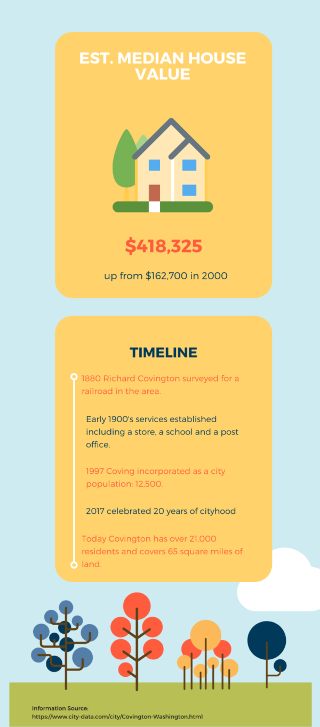 EST. MEDIAN HOUSE
VALUE
$418,325
up from $162,700 in 2000
TIMELINE
1880 Richard Covington surveyed for a
railroad in the area.
Early 1900's services established
including a store, a school and a post
office.
1997 Coving incorporated as a city
population: 12,500.
2017 celebrated 20 years of cityhood
Today Covington has over 21,000
residents and covers 65 square miles of
land.
Information Source:
https://www.city-data.com/city/Covington-Washington.html